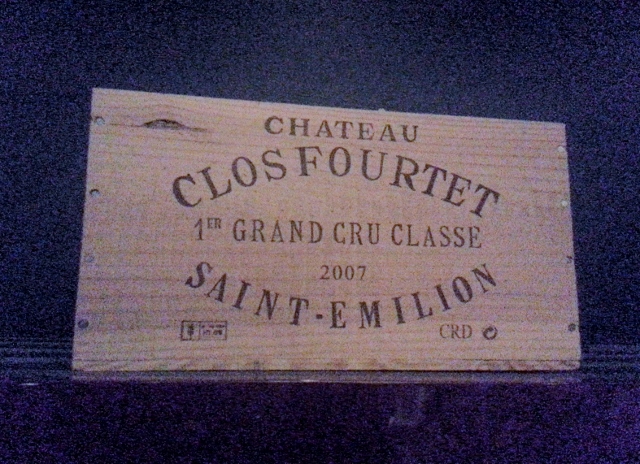 CHATEAU
CLOS FOURTET
1ER GRAND CRU CLASSE
2007
SAINT-EMILION
CRD